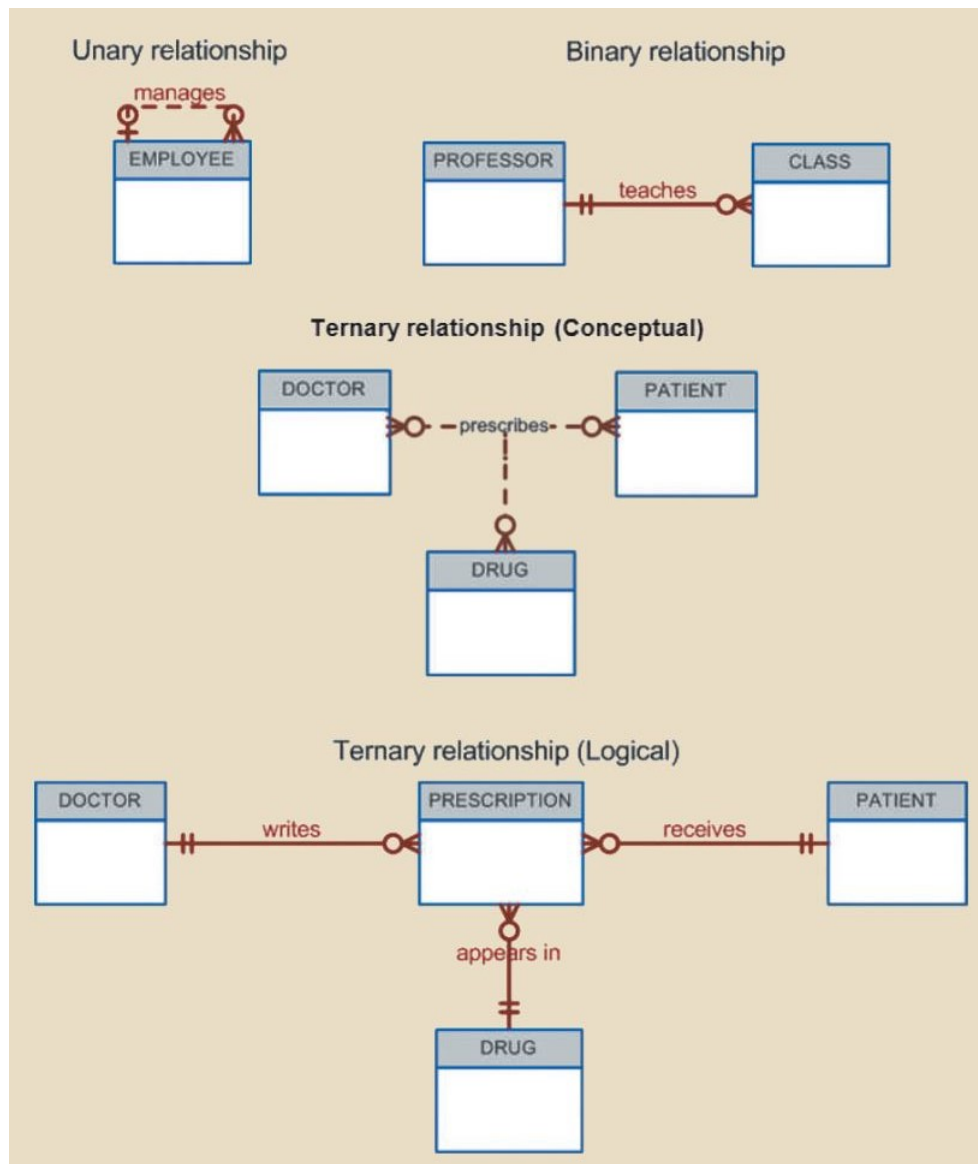 Unary relationship
Binary relationship
manages
EMPLOYEE
PROFESSOR
teaches
CLASS
Ternary relationship (Conceptual)
DOCTOR
prescribes
PATIENT
DRUG
Ternary relationship (Logical)
DOCTOR
writes
PRESCRIPTION
receives
PATIENT
appears in
DRUG